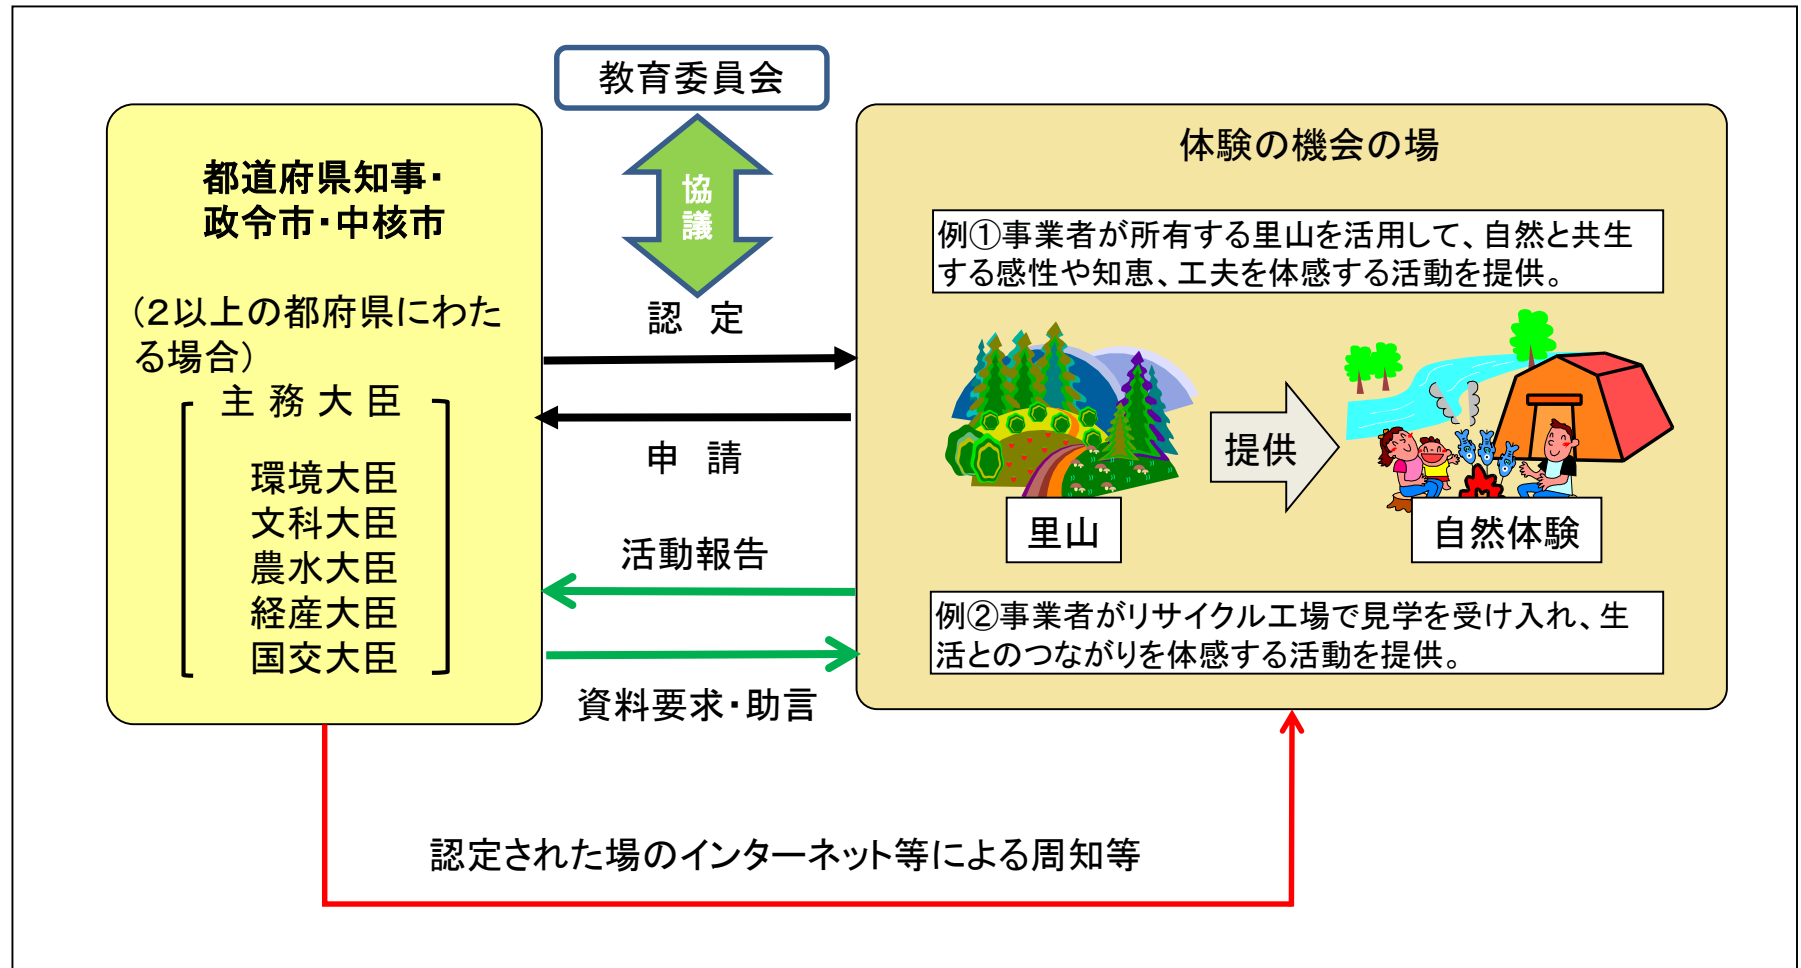 教育委員会
協
議
都道府県知事・
政令市・中核市
(２以上の都府県にわた
る場合)
主務大臣
環境大臣
文科大臣
農水大臣
経産大臣
国交大臣
認 定
申 請
活動報告
資料要求・助言
体験の機会の場
例①事業者が所有する里山を活用して、自然と共生
する感性や知恵、工夫を体感する活動を提供。
提供
里山
自然体験
例②事業者がリサイクル工場で見学を受け入れ、生
活とのつながりを体感する活動を提供。
認定された場のインターネット等による周知等